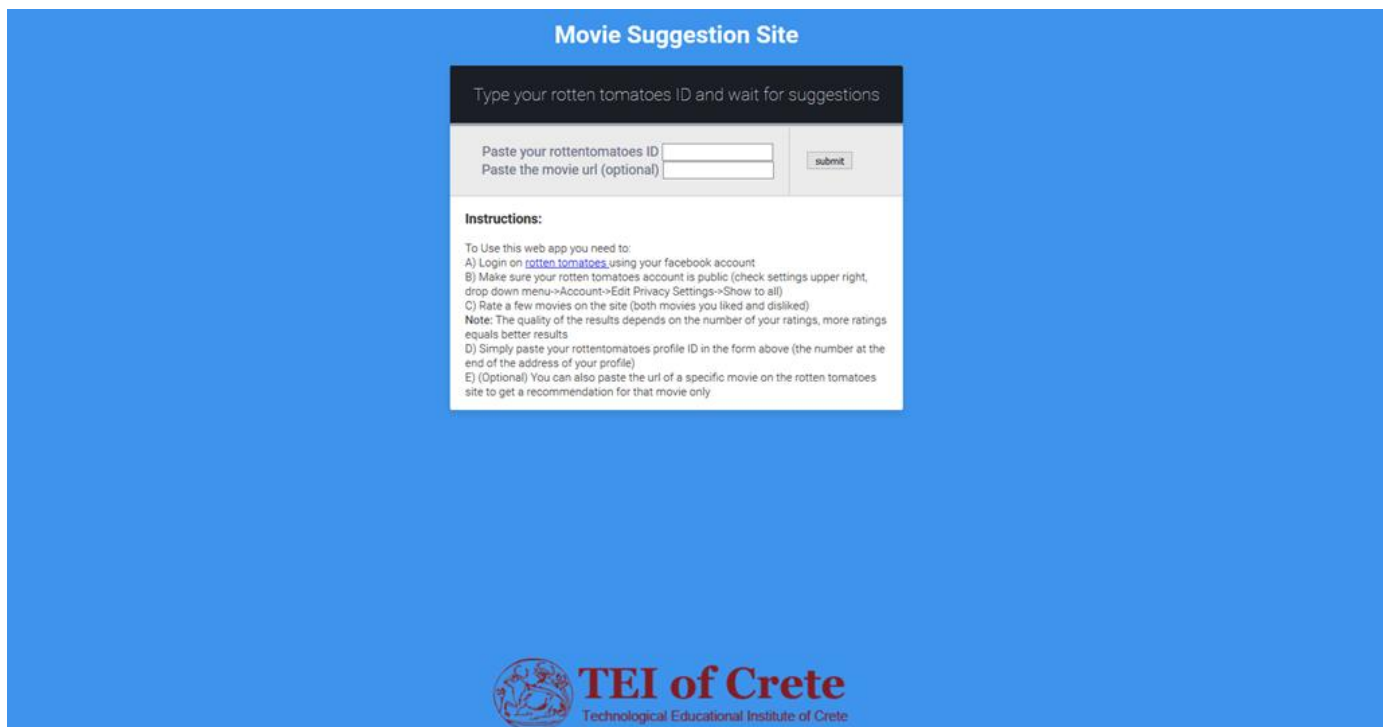 Movie Suggestion Site
Type your rotten tomatoes ID and wait for suggestions
Paste your rottentomatoes ID
Paste the movie url (optional)
submit
Instructions:
To Use this web app you need to:
A) Login on rotten tomatoes using your facebook account
B) Make sure your rotten tomatoes account is public (check settings upper right,
drop down menu->Account->Edit Privacy Settings->Show to all)
C) Rate a few movies on the site (both movies you liked and disliked)
Note: The quality of the results depends on the number of your ratings, more ratings
equals better results
D) Simply paste your rottentomatoes profile ID in the form above (the number at the
end of the address of your profile)
E) (Optional) You can also paste the url of a specific movie on the rotten tomatoes
site to get a recommendation for that movie only
TEI of Crete
Technological Educational Institute of Crete